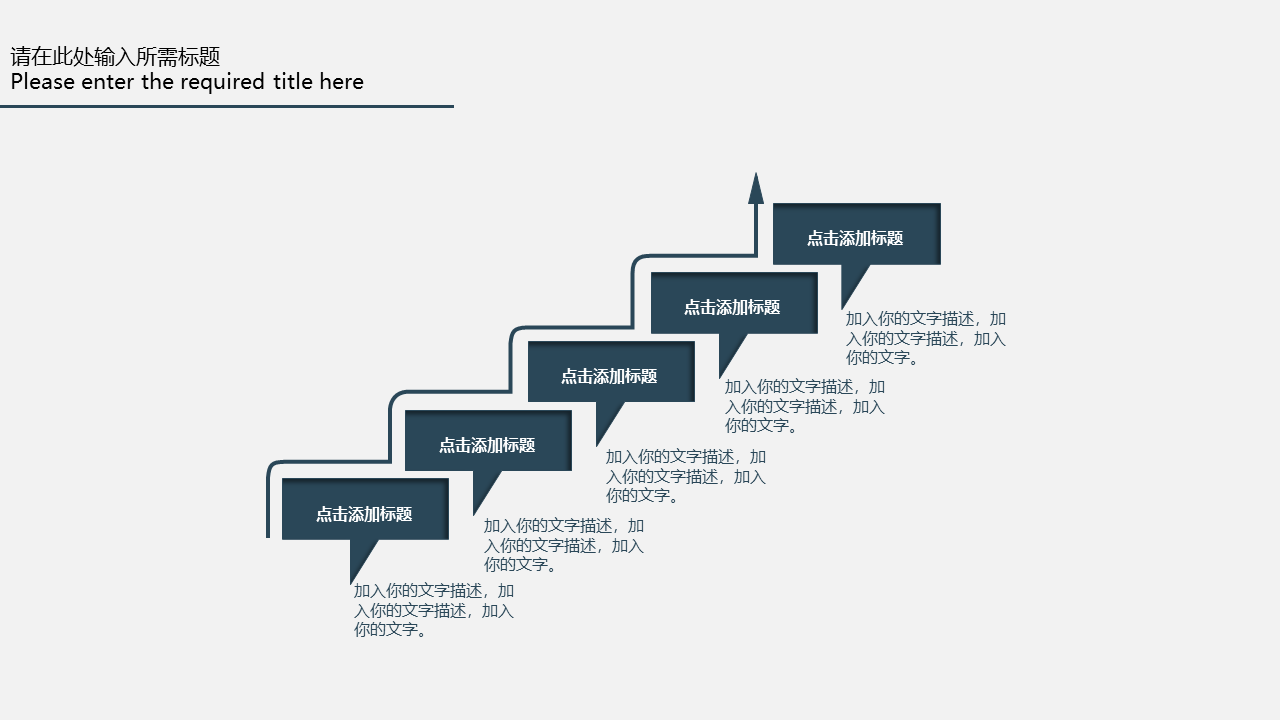 请在此处输入所需标题
Please enter the required title here
点击添加标题
加入你的文字描述，加
入你的文字描述，加入
你的文字。
点击添加标题
加入你的文字描述，加
入你的文字描述，加入
你的文字。
点击添加标题
加入你的文字描述，加
入你的文字描述，加入
你的文字。
点击添加标题
加入你的文字描述，加
入你的文字描述，加入
你的文字。
点击添加标题
加入你的文字描述，加
入你的文字描述，加入
你的文字。